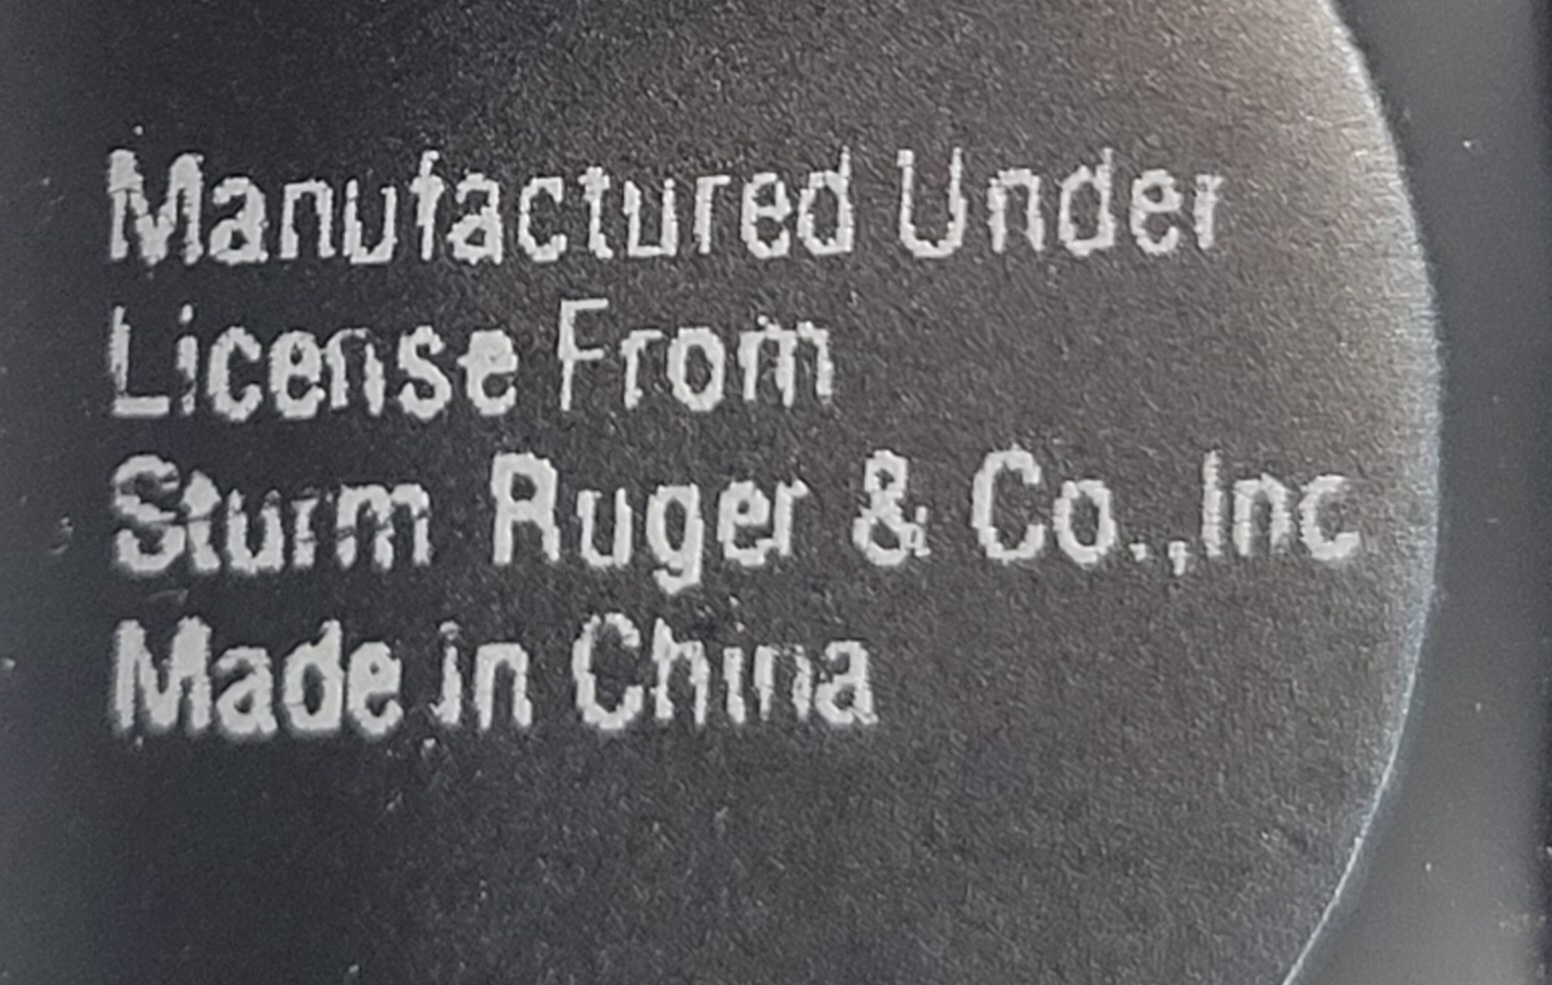 Manufactured Under
License From
Sturm Ruger & Co.,Inc
Made in China